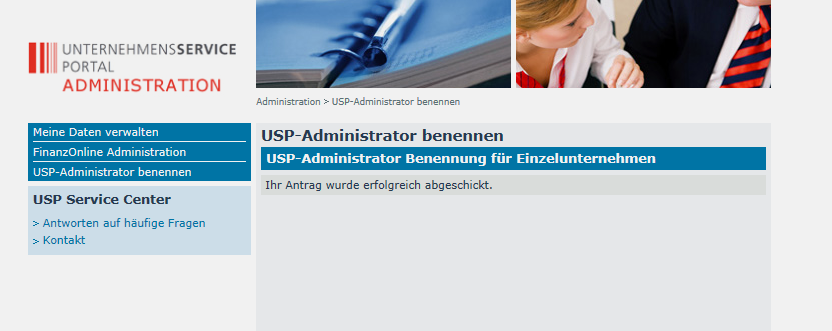 UNTERNEHMENSSERVICE
PORTAL
ADMINISTRATION
Administration > USP-Administrator benennen
Meine Daten verwalten
FinanzOnline Administration
USP-Administrator benennen
USP Service Center
> Antworten auf häufige Fragen
> Kontakt
USP-Administrator benennen
USP-Administrator Benennung für Einzelunternehmen
Ihr Antrag wurde erfolgreich abgeschickt.